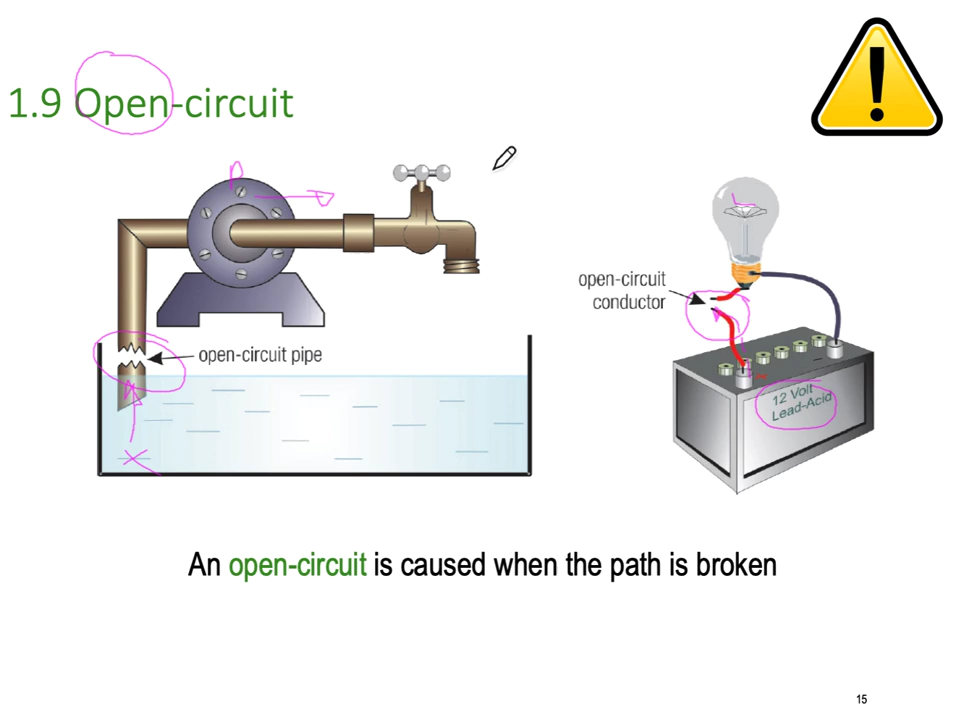 1.9 Open-circuit
P
open-circuit
conductor
open-circuit pipe
12 Volt
Lead-Acid
An open-circuit is caused when the path is broken
15